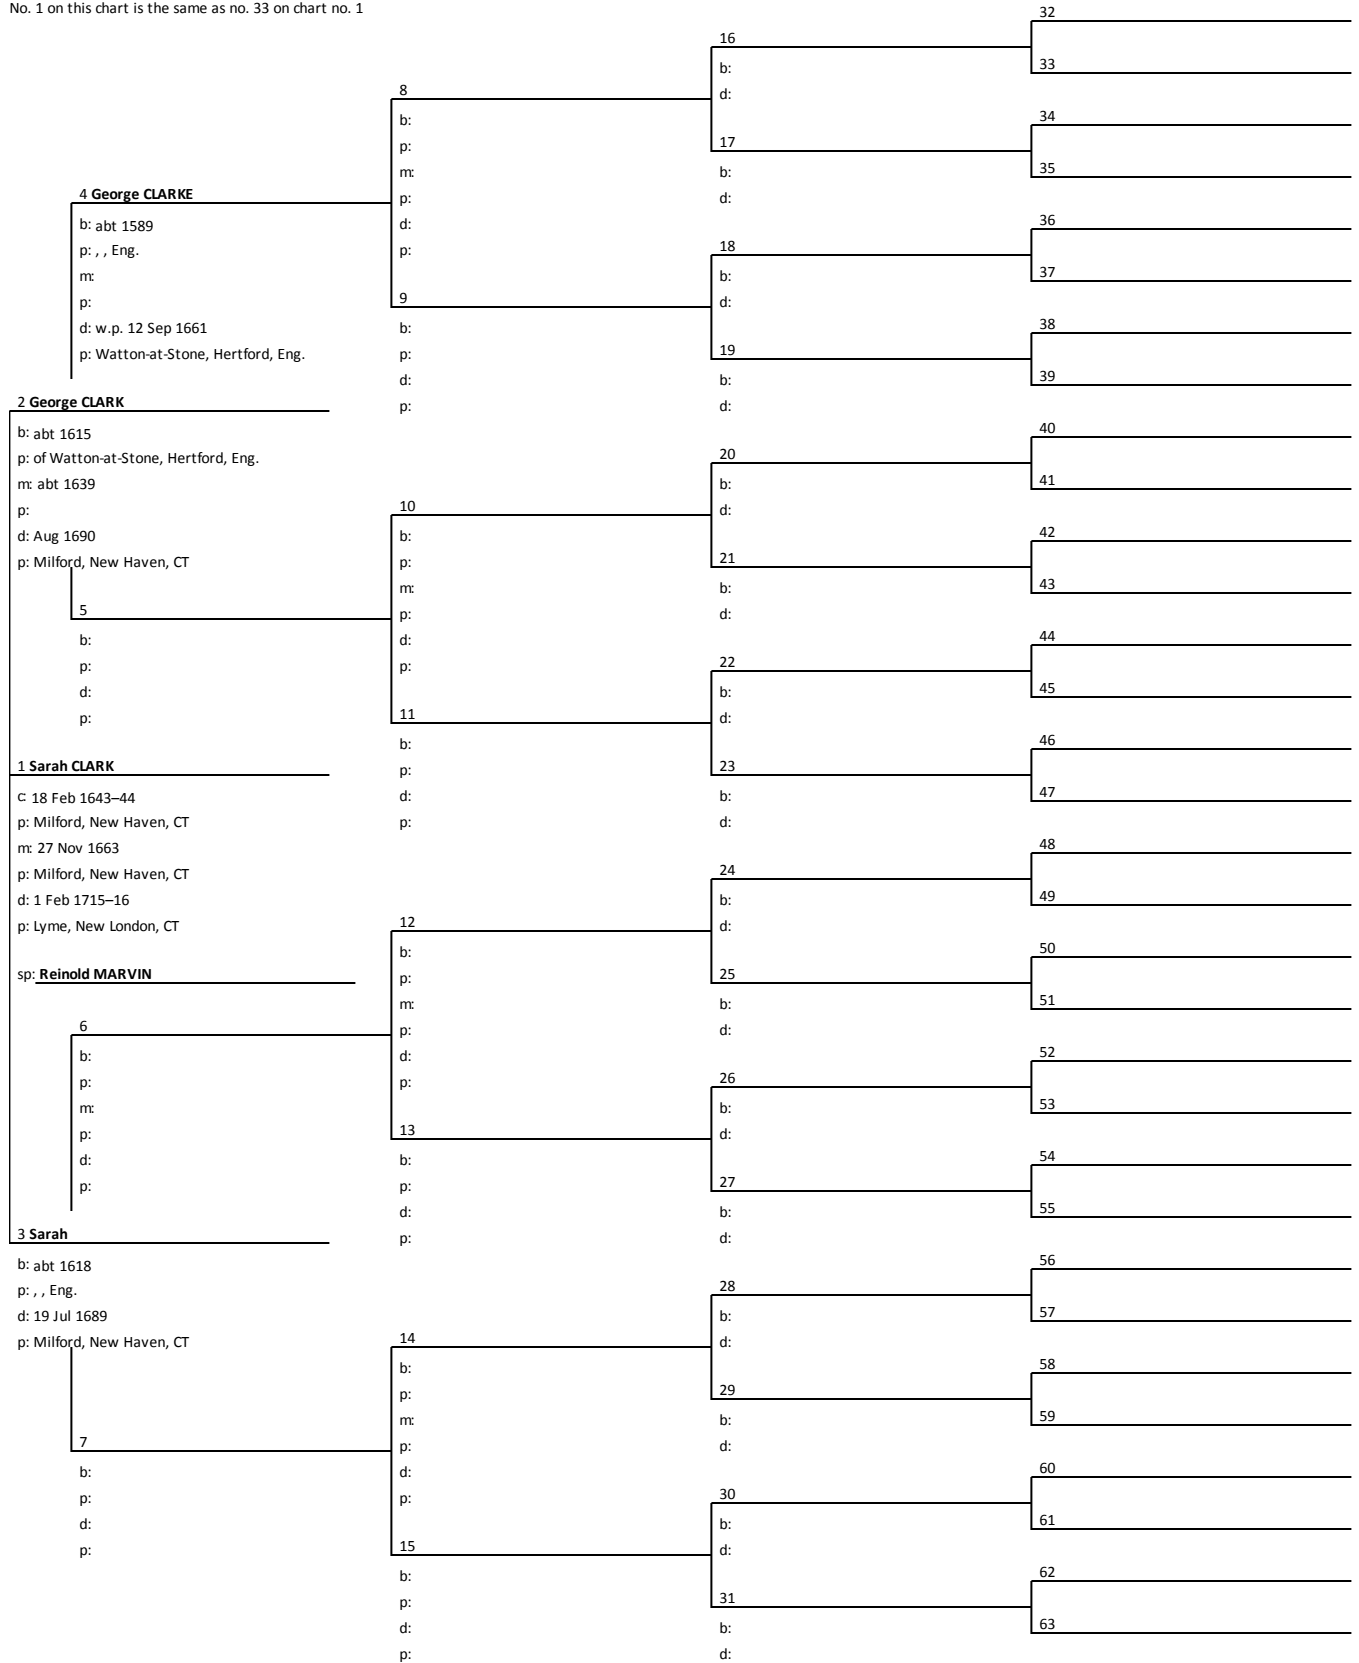 No. 1 on this chart is the same as no. 33 on chart no. 1
4 George CLARKE
b: abt 1589
p: , , Eng.
m:
p:
d: w.p. 12 Sep 1661
p: Watton-at-Stone, Hertford, Eng.
2 George CLARK
b: abt 1615
p: of Watton-at-Stone, Hertford, Eng.
m: abt 1639
p:
d: Aug 1690
p: Milford, New Haven, CT
5
b:
p:
d:
p:
1 Sarah CLARK
c: 18 Feb 1643–44
p: Milford, New Haven, CT
m: 27 Nov 1663
p: Milford, New Haven, CT
d: 1 Feb 1715–16
p: Lyme, New London, CT
sp: Reinold MARVIN
6
b:
p:
m:
p:
d:
p:
3 Sarah
b: abt 1618
p: , , Eng.
d: 19 Jul 1689
p: Milford, New Haven, CT
7
b:
p:
d:
p:
8
b:
p:
m:
p:
d:
p:
9
b:
p:
d:
p:
10
b:
p:
m:
p:
d:
p:
11
b:
p:
d:
p:
12
b:
p:
m:
p:
d:
p:
13
b:
p:
d:
p:
14
b:
p:
m:
p:
d:
p:
15
b:
p:
d:
p:
16
b:
d:
17
b:
d:
18
b:
d:
19
b:
d:
20
b:
d:
21
b:
d:
22
b:
d:
23
b:
d:
24
b:
d:
25
b:
d:
26
b:
d:
27
b:
d:
28
b:
d:
29
b:
d:
30
b:
d:
31
b:
d:
32
33
34
35
36
37
38
39
40
41
42
43
44
45
46
47
48
49
50
51
52
53
54
55
56
57
58
59
60
61
62
63